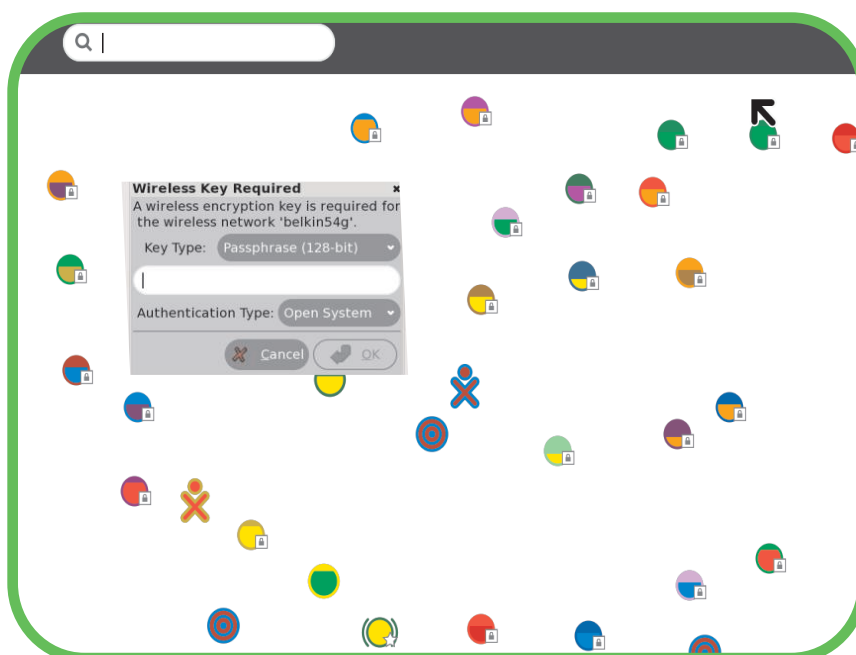 Wireless Key Required
A wireless encryption key is required for
the wireless network 'belkin54g'.
Key Type: Passphrase (128-bit)
Authentication Type: Open System
Cancel OK